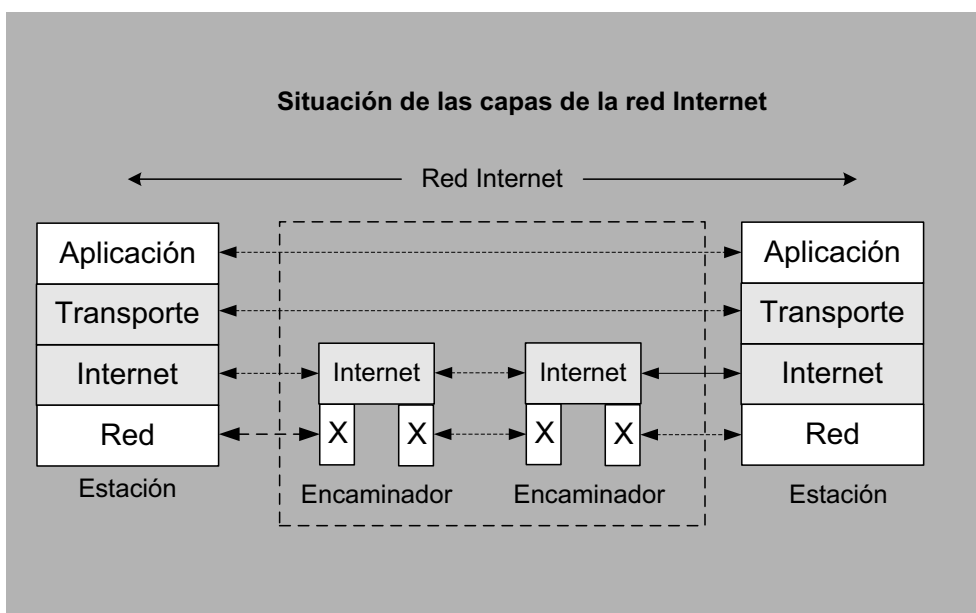 Situación de las capas de la red Internet
Red Internet
Aplicación
Aplicación
Transporte
Transporte
Internet
Internet
Internet
Internet
Red
X
X
X
X
Red
Estación
Encaminador
Encaminador
Estación